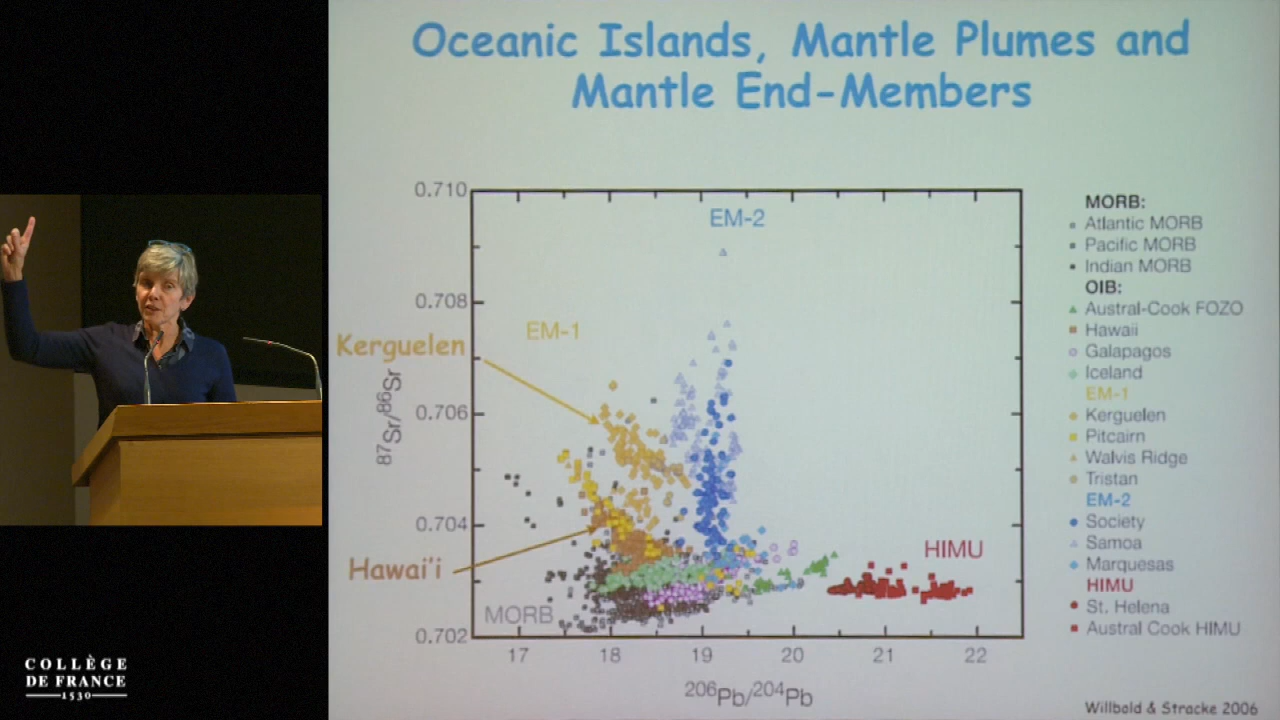 Oceanic Islands, Mantle Plumes and
Mantle End-Members
0.710
0.708
0.706
0.704
0.702
87Sr/86Sr
17
18
19
20
21
22
206Pb/204Pb
EM-2
EM-1
Kerguelen
Hawai'i
MORB
HIMU
MORB:
Atlantic MORB
Pacific MORB
Indian MORB
OIB:
Austral-Cook FOZO
Hawaii
Galapagos
Iceland
EM-1
Kerguelen
Pitcairn
Walvis Ridge
Tristan
EM-2
Society
Samoa
Marquesas
HIMU
St. Helena
Austral Cook HIMU
Willbold & Stracke 2006
COLLÈGE
DE FRANCE
1530